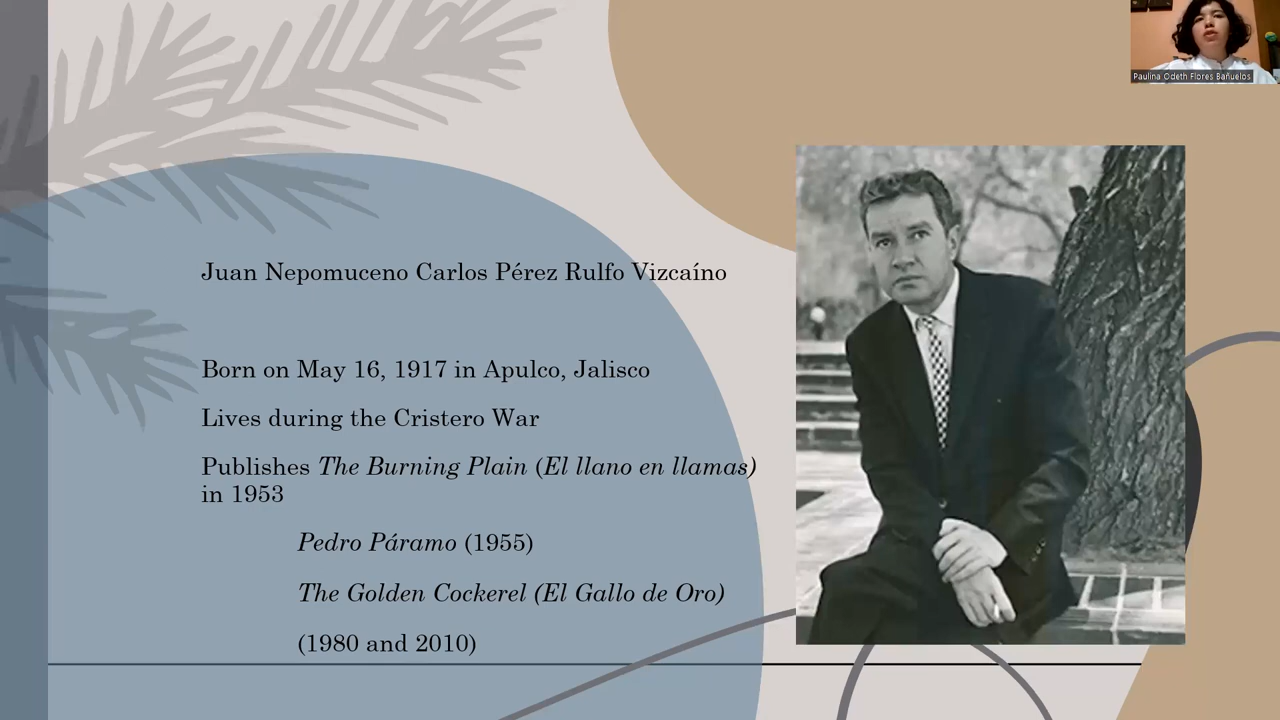 Paulina Odeth Flores Bañuelos
Juan Nepomuceno Carlos Pérez Rulfo Vizcaíno
Born on May 16, 1917 in Apulco, Jalisco
Lives during the Cristero War
Publishes The Burning Plain (El llano en llamas)
in 1953
Pedro Páramo (1955)
The Golden Cockerel (El Gallo de Oro)
(1980 and 2010)